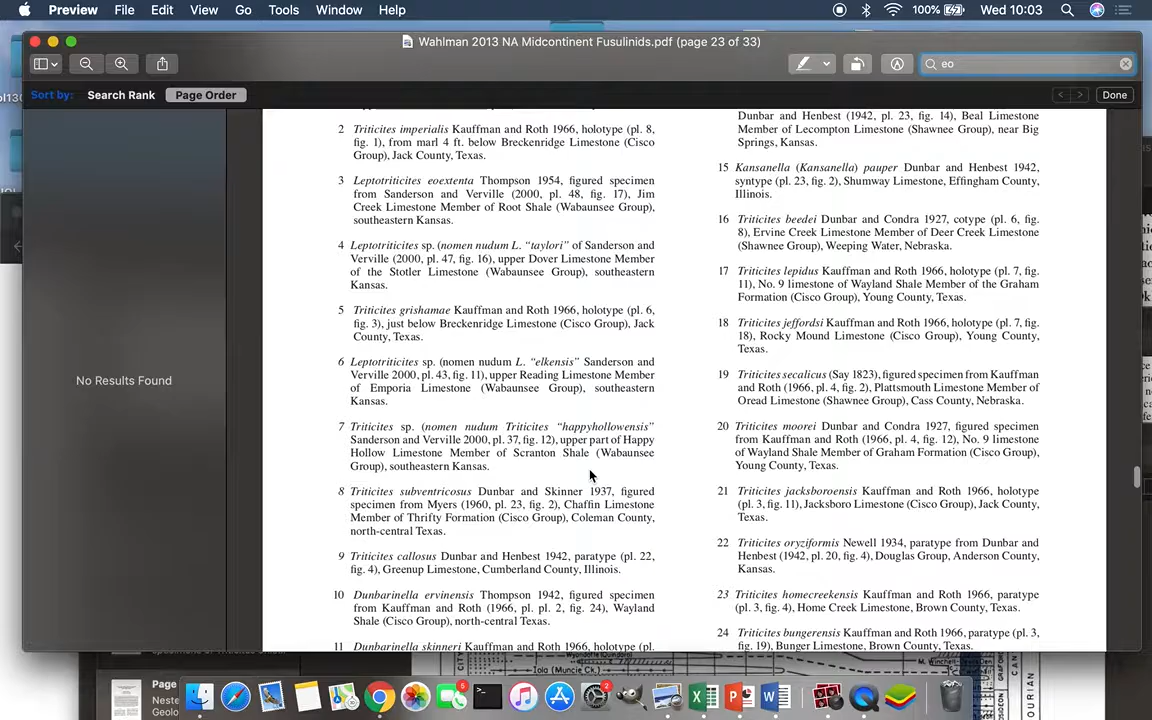 Preview File Edit View Go Tools Window Help 100% Wed 10:03
Wahlman 2013 NA Midcontinent Fusulinids.pdf (page 23 of 33)
eo
Sort by: Search Rank Page Order Done
No Results Found
2 Triticites imperialis Kauffman and Roth 1966, holotype (pl. 8,
fig. 1), from marl 4 ft. below Breckenridge Limestone (Cisco
Group), Jack County, Texas.
3 Leptotriticites eoextenta Thompson 1954, figured specimen
from Sanderson and Verville (2000, pl. 48, fig. 17), Jim
Creek Limestone Member of Root Shale (Wabaunsee Group),
southeastern Kansas.
4 Leptotriticites sp. (nomen nudum L. “taylori” of Sanderson and
Verville (2000, pl. 47, fig. 16), upper Dover Limestone Member
of the Stotler Limestone (Wabaunsee Group), southeastern
Kansas.
5 Triticites grishamae Kauffman and Roth 1966, holotype (pl. 6,
fig. 3), just below Breckenridge Limestone (Cisco Group), Jack
County, Texas.
6 Leptotriticites sp. (nomen nudum L. “elkensis” Sanderson and
Verville 2000, pl. 43, fig. 11), upper Reading Limestone Member
of Emporia Limestone (Wabaunsee Group), southeastern
Kansas.
7 Triticites sp. (nomen nudum Triticites “happyhollowensis”
Sanderson and Verville 2000, pl. 37, fig. 12), upper part of Happy
Hollow Limestone Member of Scranton Shale (Wabaunsee
Group), southeastern Kansas.
8 Triticites subventricosus Dunbar and Skinner 1937, figured
specimen from Myers (1960, pl. 23, fig. 2), Chaffin Limestone
Member of Thrifty Formation (Cisco Group), Coleman County,
north-central Texas.
9 Triticites callosus Dunbar and Henbest 1942, paratype (pl. 22,
fig. 4), Greenup Limestone, Cumberland County, Illinois.
10 Dunbarinella ervinensis Thompson 1942, figured specimen
from Kauffman and Roth (1966, pl. pl. 2, fig. 24), Wayland
Shale (Cisco Group), north-central Texas.
11 Dunbarinella skinneri Kauffman and Roth 1966, holotype (pl.
Dunbar and Henbest (1942, pl. 23, fig. 14), Beal Limestone
Member of Lecompton Limestone (Shawnee Group), near Big
Springs, Kansas.
15 Kansanella (Kansanella) pauper Dunbar and Henbest 1942,
syntype (pl. 23, fig. 2), Shumway Limestone, Effingham County,
Illinois.
16 Triticites beedei Dunbar and Condra 1927, cotype (pl. 6, fig.
8), Ervine Creek Limestone Member of Deer Creek Limestone
(Shawnee Group), Weeping Water, Nebraska.
17 Triticites lepidus Kauffman and Roth 1966, holotype (pl. 7, fig.
11), No. 9 limestone of Wayland Shale Member of the Graham
Formation (Cisco Group), Young County, Texas.
18 Triticites jeffordsi Kauffman and Roth 1966, holotype (pl. 7, fig.
18), Rocky Mound Limestone (Cisco Group), Young County,
Texas.
19 Triticites secalicus (Say 1823), figured specimen from Kauffman
and Roth (1966, pl. 4, fig. 2), Plattsmouth Limestone Member of
Oread Limestone (Shawnee Group), Cass County, Nebraska.
20 Triticites moorei Dunbar and Condra 1927, figured specimen
from Kauffman and Roth (1966, pl. 4, fig. 12), No. 9 limestone
of Wayland Shale Member of Graham Formation (Cisco Group),
Young County, Texas.
21 Triticites jacksboroensis Kauffman and Roth 1966, holotype
(pl. 3, fig. 11), Jacksboro Limestone (Cisco Group), Jack County,
Texas.
22 Triticites oryziformis Newell 1934, paratype from Dunbar and
Henbest (1942, pl. 20, fig. 4), Douglas Group, Anderson County,
Kansas.
23 Triticites homecreekensis Kauffman and Roth 1966, paratype
(pl. 3, fig. 4), Home Creek Limestone, Brown County, Texas.
24 Triticites bungerensis Kauffman and Roth 1966, paratype (pl. 3,
fig. 19), Bunger Limestone, Brown County, Texas.
Iola (Muncie Ck.)
Page
Neste
Geolo